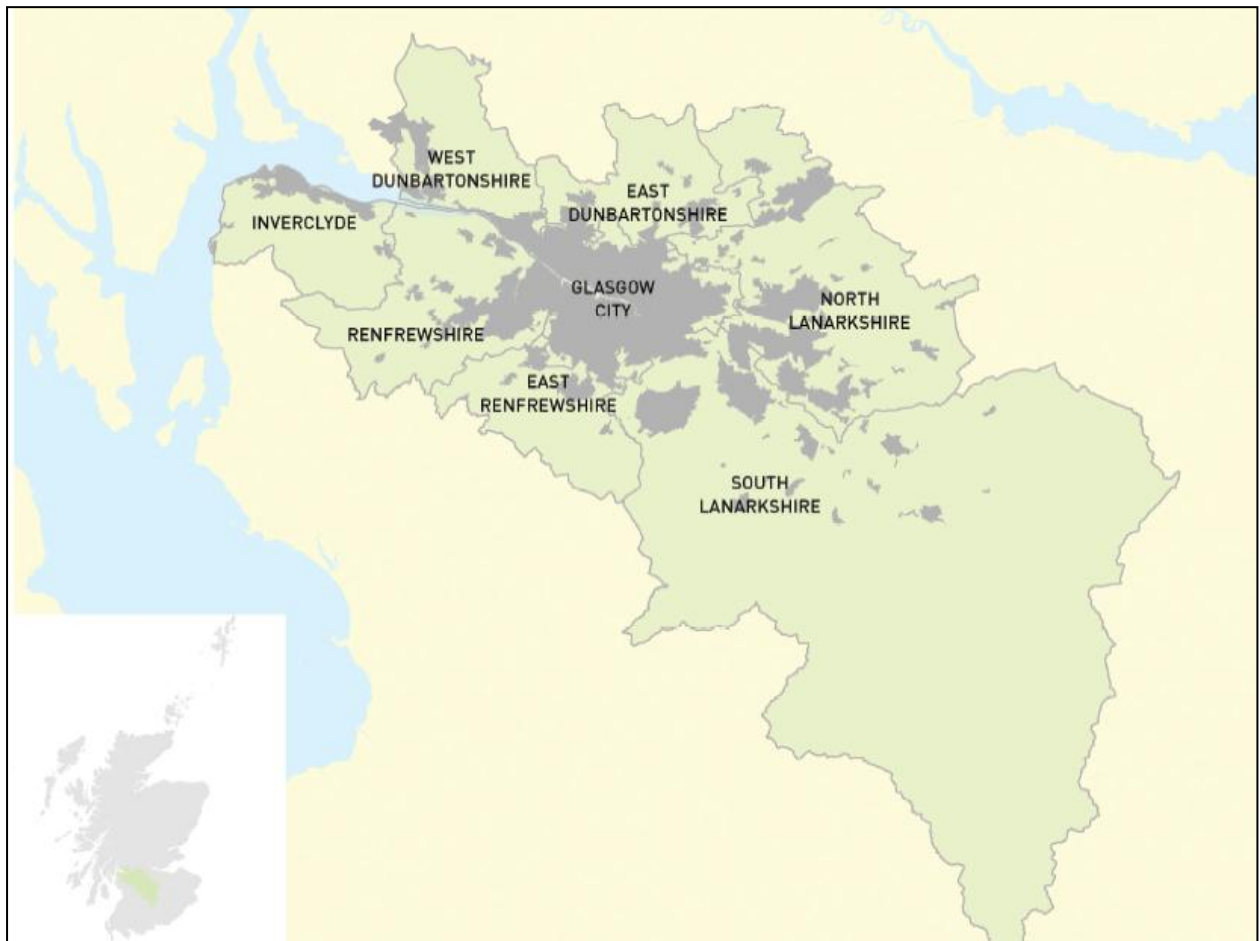 WEST
DUNBARTONSHIRE
EAST
DUNBARTONSHIRE
INVERCLYDE
GLASGOW
CITY
NORTH
LANARKSHIRE
RENFREWSHIRE
EAST
RENFREWSHIRE
SOUTH
LANARKSHIRE